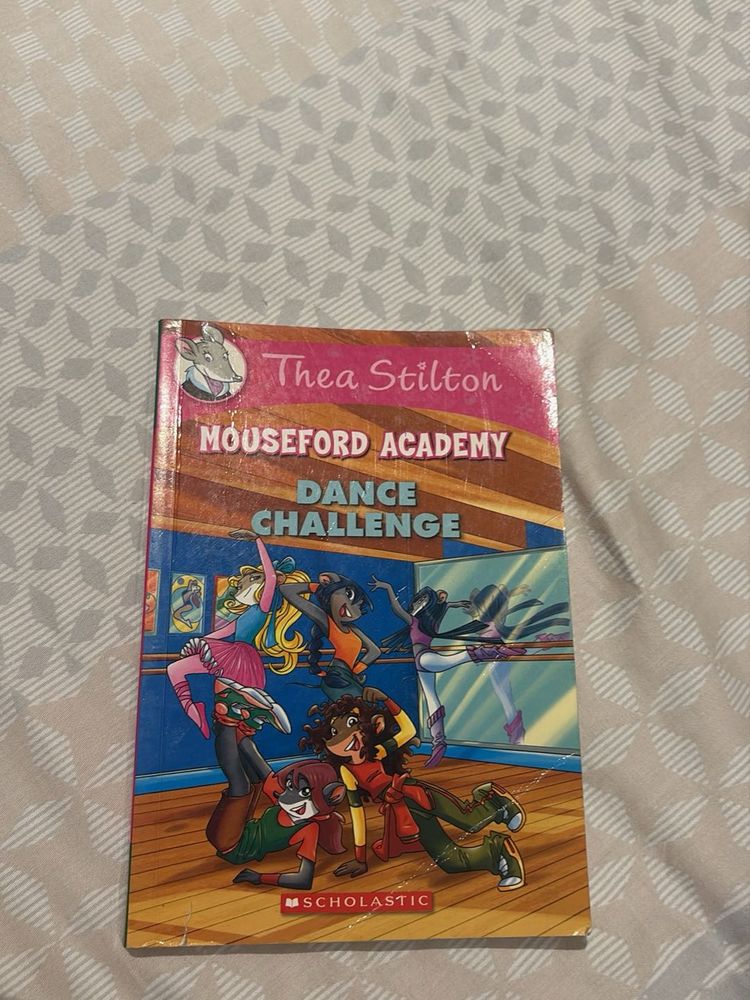 Thea Stilton
MOUSEFORD ACADEMY
DANCE
CHALLENGE
SCHOLASTIC